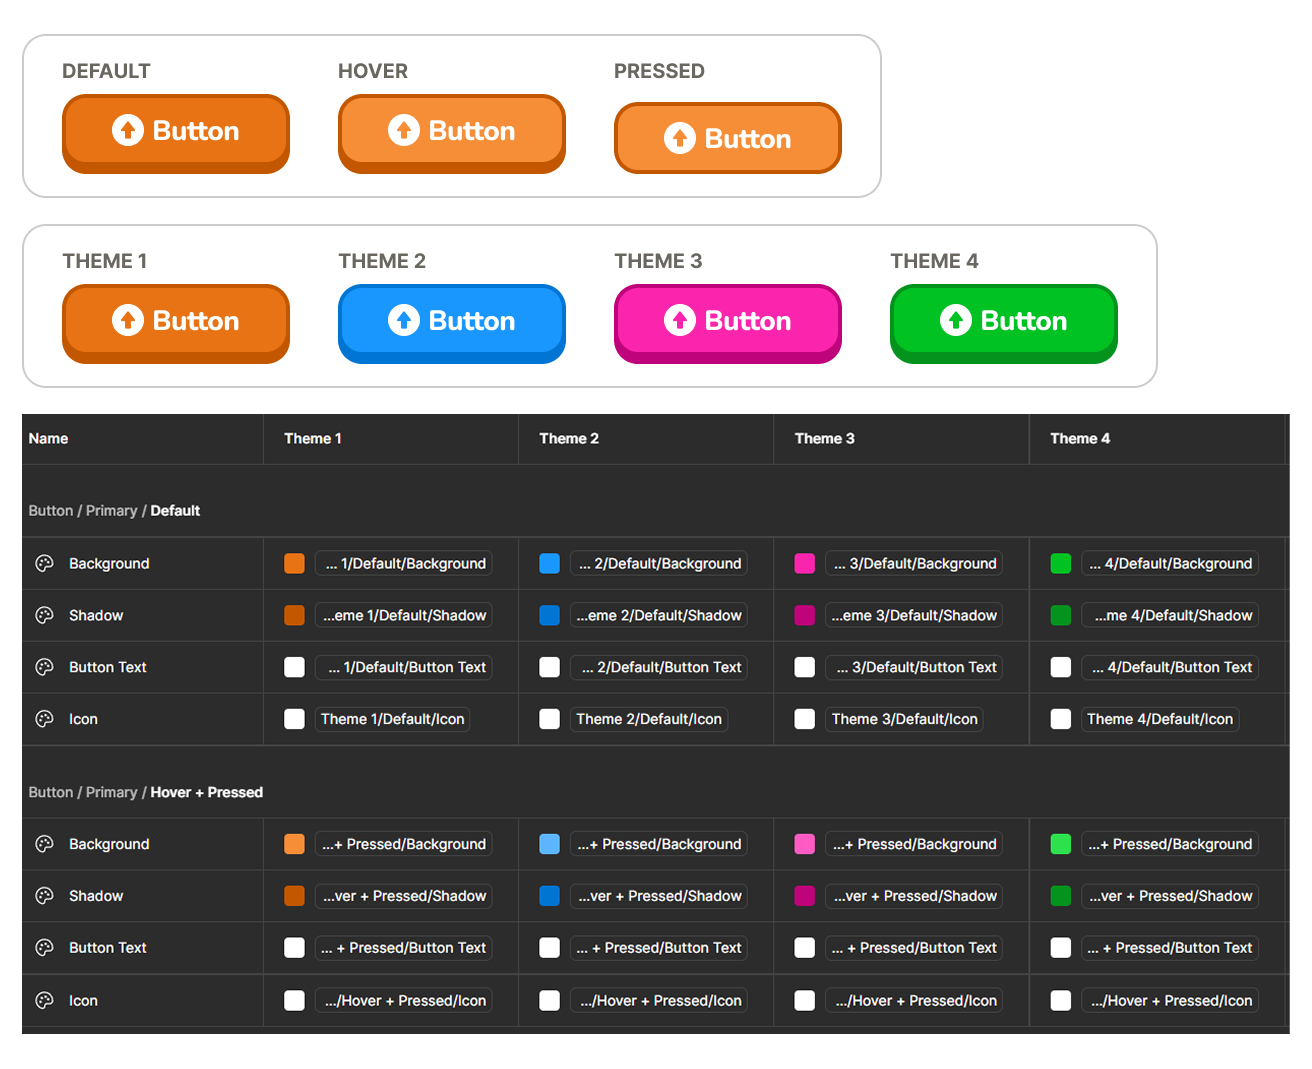 DEFAULT HOVER PRESSED
Button Button Button
THEME 1 THEME 2 THEME 3 THEME 4
Button Button Button Button
Name Theme 1 Theme 2 Theme 3 Theme 4
Button / Primary / Default
Background ... 1/Default/Background ... 2/Default/Background ... 3/Default/Background ... 4/Default/Background
Shadow ...eme 1/Default/Shadow ...eme 2/Default/Shadow ...eme 3/Default/Shadow ...me 4/Default/Shadow
Button Text ... 1/Default/Button Text ... 2/Default/Button Text ... 3/Default/Button Text ... 4/Default/Button Text
Icon Theme 1/Default/Icon Theme 2/Default/Icon Theme 3/Default/Icon Theme 4/Default/Icon
Button / Primary / Hover + Pressed
Background ...+ Pressed/Background ...+ Pressed/Background ...+ Pressed/Background ...+ Pressed/Background
Shadow ...ver + Pressed/Shadow ...ver + Pressed/Shadow ...ver + Pressed/Shadow ...ver + Pressed/Shadow
Button Text ... + Pressed/Button Text ... + Pressed/Button Text ... + Pressed/Button Text ... + Pressed/Button Text
Icon .../Hover + Pressed/Icon .../Hover + Pressed/Icon .../Hover + Pressed/Icon .../Hover + Pressed/Icon